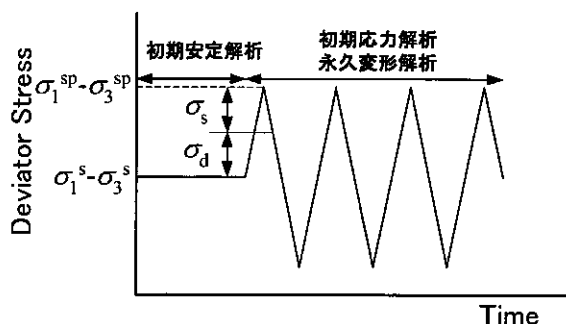 初期安定解析
初期応力解析
永久変形解析
σ₁ˢᵖ-σ₃ˢᵖ
σₛ
σ_d
σ₁ˢ-σ₃ˢ
Deviator Stress
Time